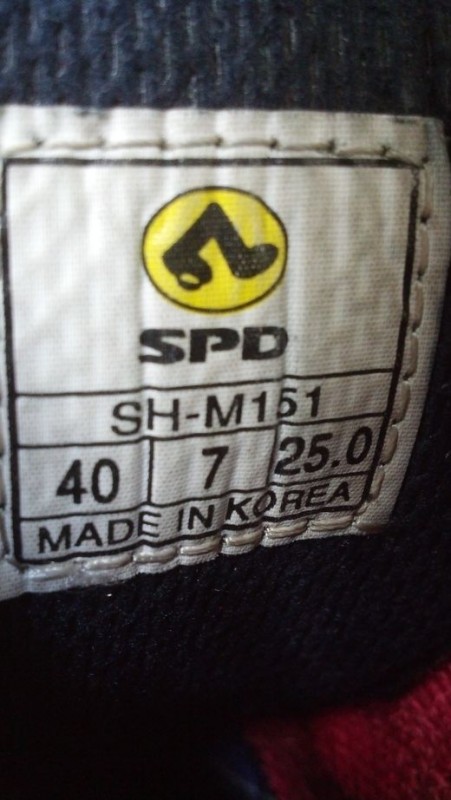 SPD
SH-M151
40 7 25.0
MADE IN KOREA